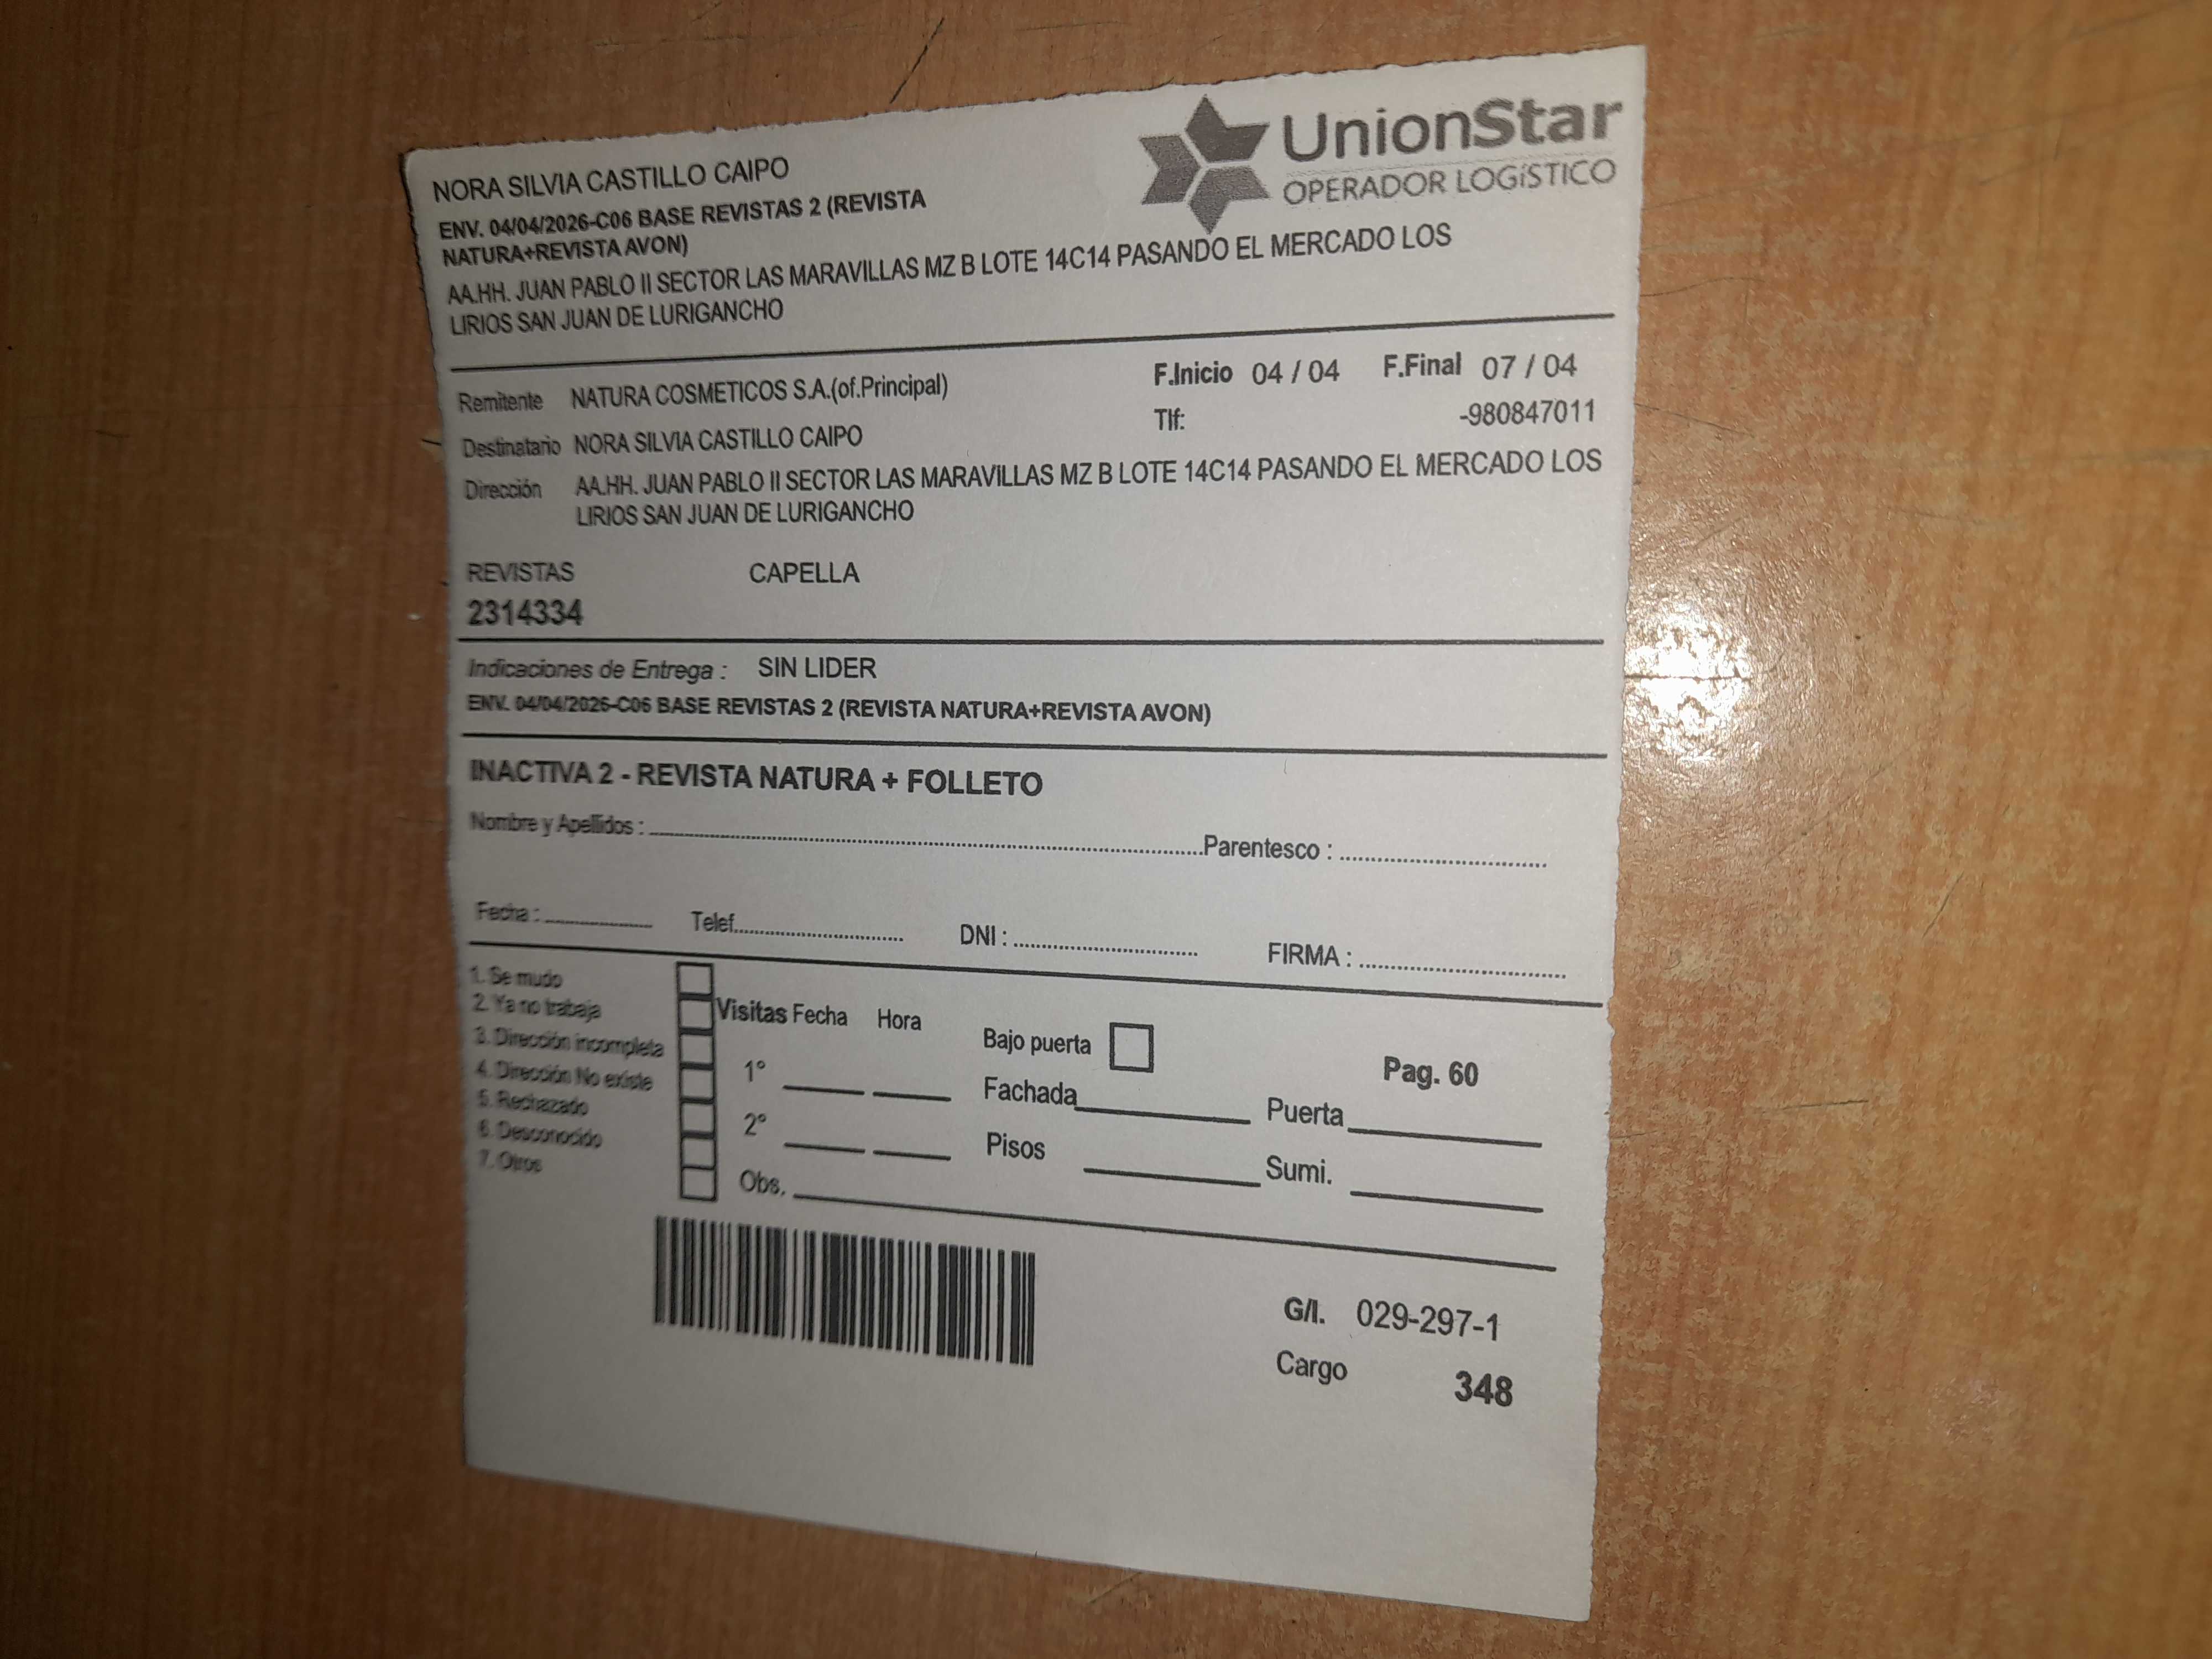 UnionStar
OPERADOR LOGíSTICO
NORA SILVIA CASTILLO CAIPO
ENV. 04/04/2026-C06 BASE REVISTAS 2 (REVISTA
NATURA+REVISTA AVON)
AA.HH. JUAN PABLO II SECTOR LAS MARAVILLAS MZ B LOTE 14C14 PASANDO EL MERCADO LOS
LIRIOS SAN JUAN DE LURIGANCHO
Remitente NATURA COSMETICOS S.A.(of.Principal) F.Inicio 04 / 04 F.Final 07 / 04
Tlf: -980847011
Destinatario NORA SILVIA CASTILLO CAIPO
Dirección AA.HH. JUAN PABLO II SECTOR LAS MARAVILLAS MZ B LOTE 14C14 PASANDO EL MERCADO LOS
LIRIOS SAN JUAN DE LURIGANCHO
REVISTAS CAPELLA
2314334
Indicaciones de Entrega : SIN LIDER
ENV. 04/04/2026-C06 BASE REVISTAS 2 (REVISTA NATURA+REVISTA AVON)
INACTIVA 2 - REVISTA NATURA + FOLLETO
Nombre y Apellidos : Parentesco :
Fecha : Telef. DNI : FIRMA :
1. Se mudo
2. Ya no trabaja
3. Dirección incompleta
4. Dirección No existe
5. Rechazado
6. Desconocido
7. Otros
Visitas Fecha Hora
1°
2°
Obs.
Bajo puerta
Fachada
Pisos
Pag. 60
Puerta
Sumi.
G/I. 029-297-1
Cargo 348